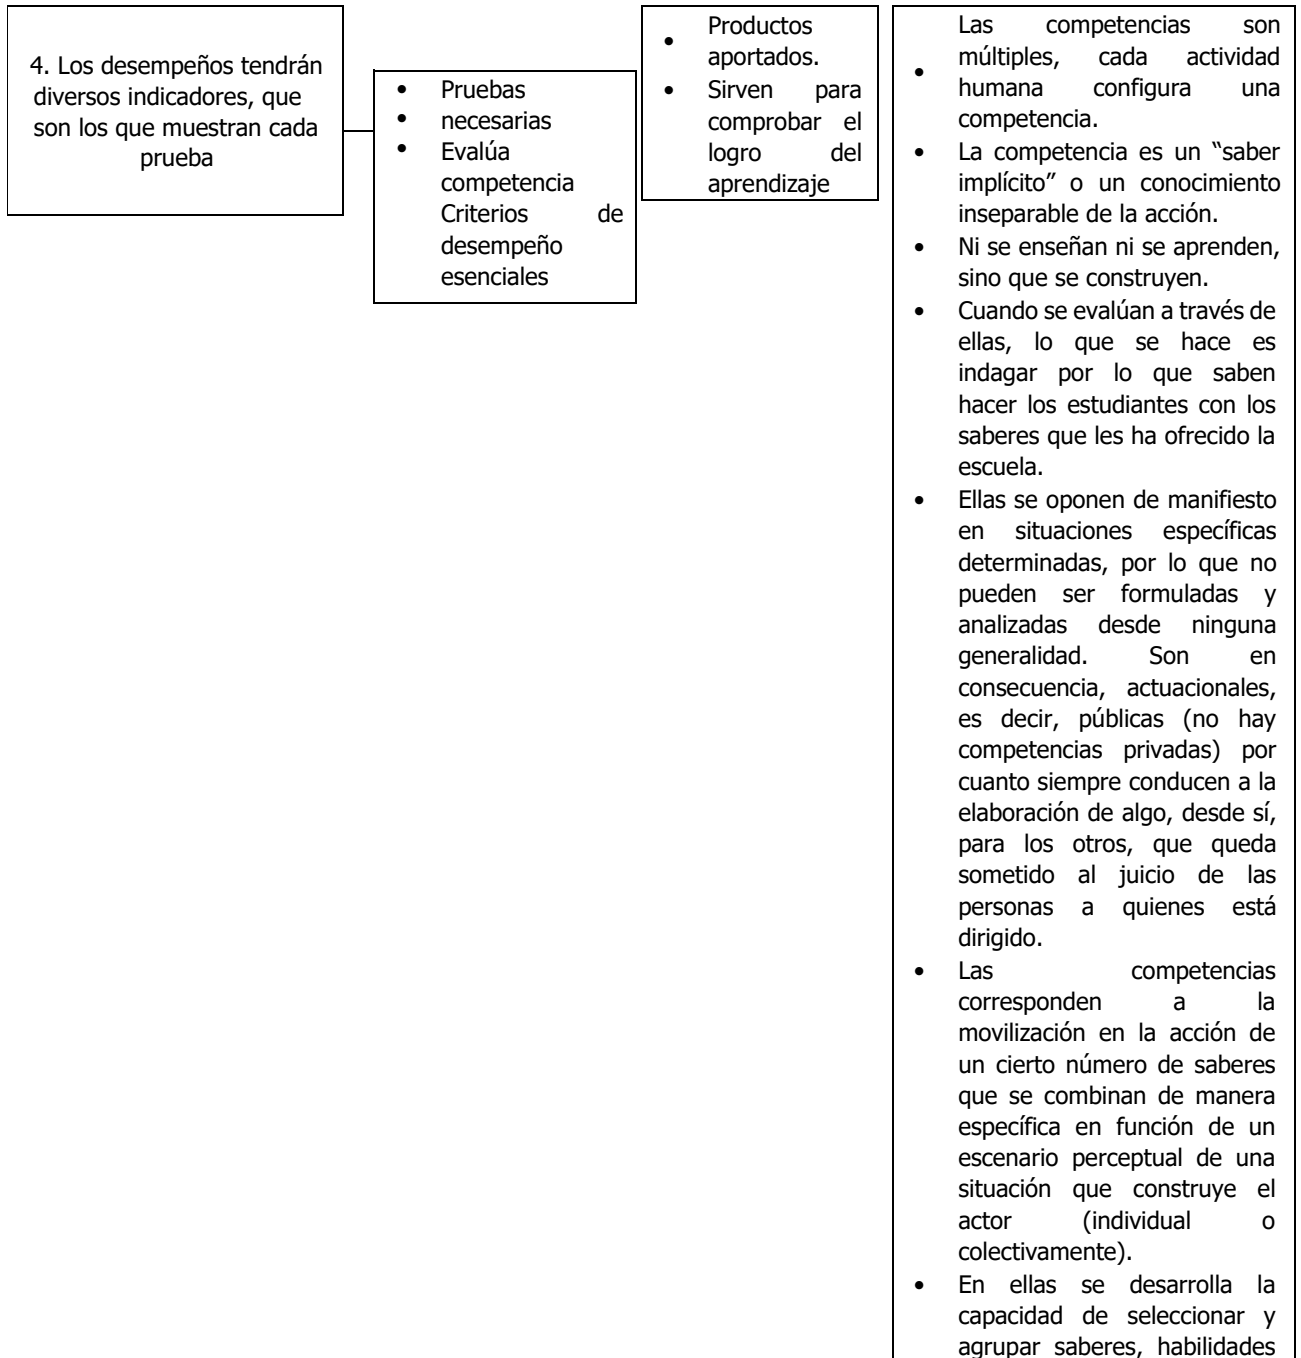 4. Los desempeños tendrán
diversos indicadores, que
son los que muestran cada
prueba
• Pruebas
• necesarias
• Evalúa
competencia
Criterios de
desempeño
esenciales
• Productos
aportados.
• Sirven para
comprobar el
logro del
aprendizaje
• Las competencias son
múltiples, cada actividad
humana configura una
competencia.
• La competencia es un “saber
implícito” o un conocimiento
inseparable de la acción.
• Ni se enseñan ni se aprenden,
sino que se construyen.
• Cuando se evalúan a través de
ellas, lo que se hace es
indagar por lo que saben
hacer los estudiantes con los
saberes que les ha ofrecido la
escuela.
• Ellas se oponen de manifiesto
en situaciones específicas
determinadas, por lo que no
pueden ser formuladas y
analizadas desde ninguna
generalidad. Son en
consecuencia, actuacionales,
es decir, públicas (no hay
competencias privadas) por
cuanto siempre conducen a la
elaboración de algo, desde sí,
para los otros, que queda
sometido al juicio de las
personas a quienes está
dirigido.
• Las competencias
corresponden a la
movilización en la acción de
un cierto número de saberes
que se combinan de manera
específica en función de un
escenario perceptual de una
situación que construye el
actor (individual o
colectivamente).
• En ellas se desarrolla la
capacidad de seleccionar y
agrupar saberes, habilidades